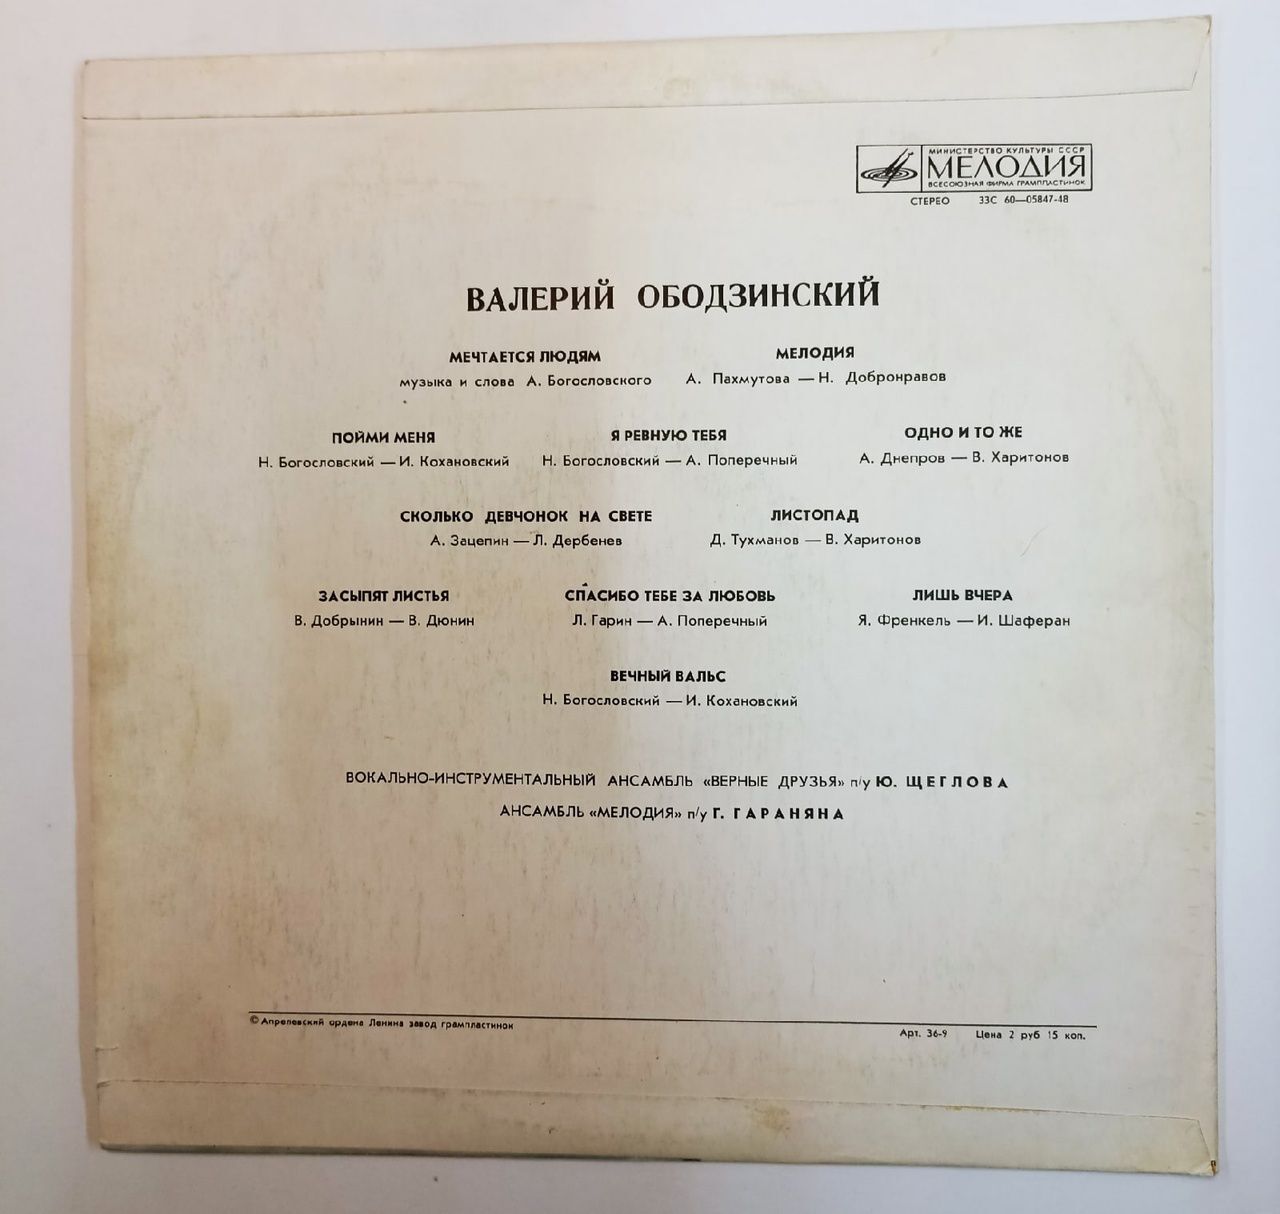 МИНИСТЕРСТВО КУЛЬТУРЫ СССР
МЕЛОДИЯ
ВСЕСОЮЗНАЯ ФИРМА ГРАМПЛАСТИНОК
СТЕРЕО 33С 60—05847-48
ВАЛЕРИЙ ОБОДЗИНСКИЙ
МЕЧТАЕТСЯ ЛЮДЯМ МЕЛОДИЯ
музыка и слова А. Богословского А. Пахмутова — Н. Добронравов
ПОЙМИ МЕНЯ Я РЕВНУЮ ТЕБЯ ОДНО И ТО ЖЕ
Н. Богословский — И. Кохановский Н. Богословский — А. Поперечный А. Днепров — В. Харитонов
СКОЛЬКО ДЕВЧОНОК НА СВЕТЕ ЛИСТОПАД
А. Зацепин — Л. Дербенев Д. Тухманов — В. Харитонов
ЗАСЫПЯТ ЛИСТЬЯ СПАСИБО ТЕБЕ ЗА ЛЮБОВЬ ЛИШЬ ВЧЕРА
В. Добрынин — В. Дюнин Л. Гарин — А. Поперечный Я. Френкель — И. Шаферан
ВЕЧНЫЙ ВАЛЬС
Н. Богословский — И. Кохановский
ВОКАЛЬНО-ИНСТРУМЕНТАЛЬНЫЙ АНСАМБЛЬ «ВЕРНЫЕ ДРУЗЬЯ» п/у Ю. ЩЕГЛОВА
АНСАМБЛЬ «МЕЛОДИЯ» п/у Г. ГАРАНЯНА
© Апрелевский ордена Ленина завод грампластинок
Арт. 36-9 Цена 2 руб 15 коп.